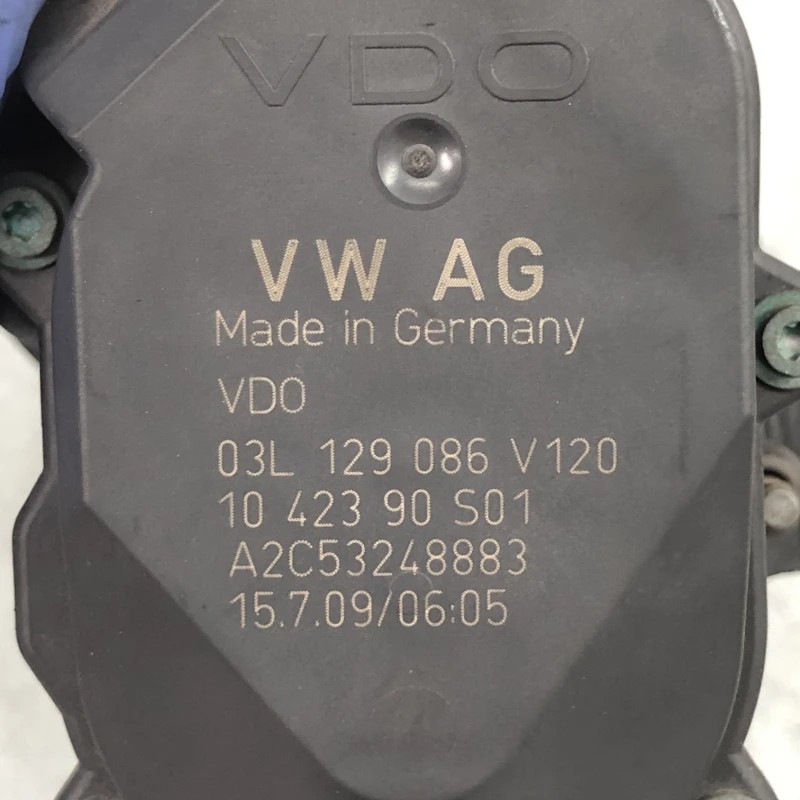 VDO
VW AG
Made in Germany
VDO
03L 129 086 V120
10 423 90 S01
A2C53248883
15.7.09/06:05